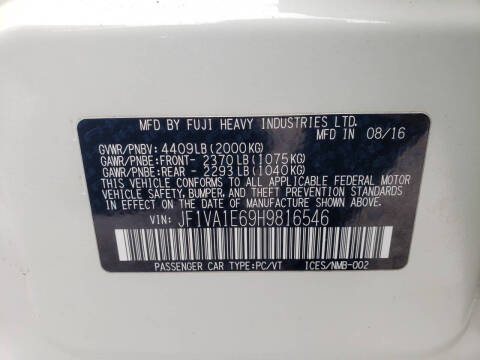 MFD BY FUJI HEAVY INDUSTRIES LTD.
MFD IN 08/16
GVWR/PNBV: 4409LB(2000KG)
GAWR/PNBE:FRONT- 2370LB(1075KG)
GAWR/PNBE:REAR - 2293LB(1040KG)
THIS VEHICLE CONFORMS TO ALL APPLICABLE FEDERAL MOTOR
VEHICLE SAFETY,BUMPER,AND THEFT PREVENTION STANDARDS
IN EFFECT ON THE DATE OF MANUFACTURE SHOWN ABOVE.
VIN: JF1VA1E69H9816546
PASSENGER CAR TYPE:PC/VT ICES/NMB-002